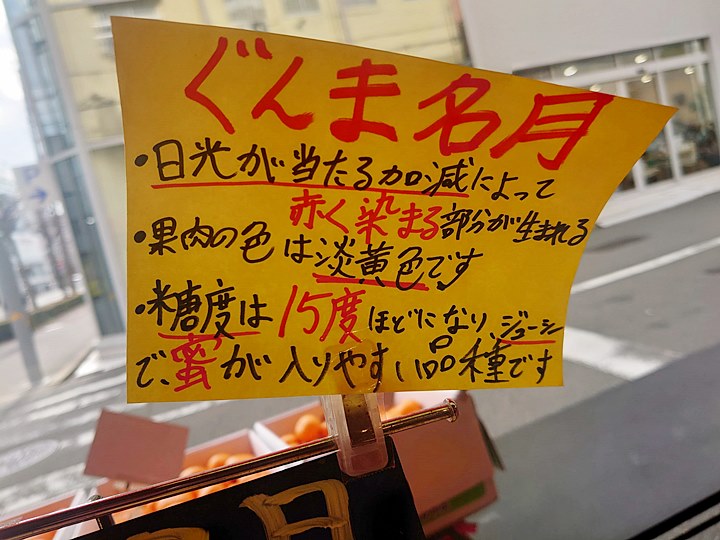 ぐんま名月
・日光が当たる加減によって
赤く染まる部分が生まれる
・果肉の色は淡黄色です
・糖度は15度ほどになり、ジューシー
で、蜜が入りやすい品種です